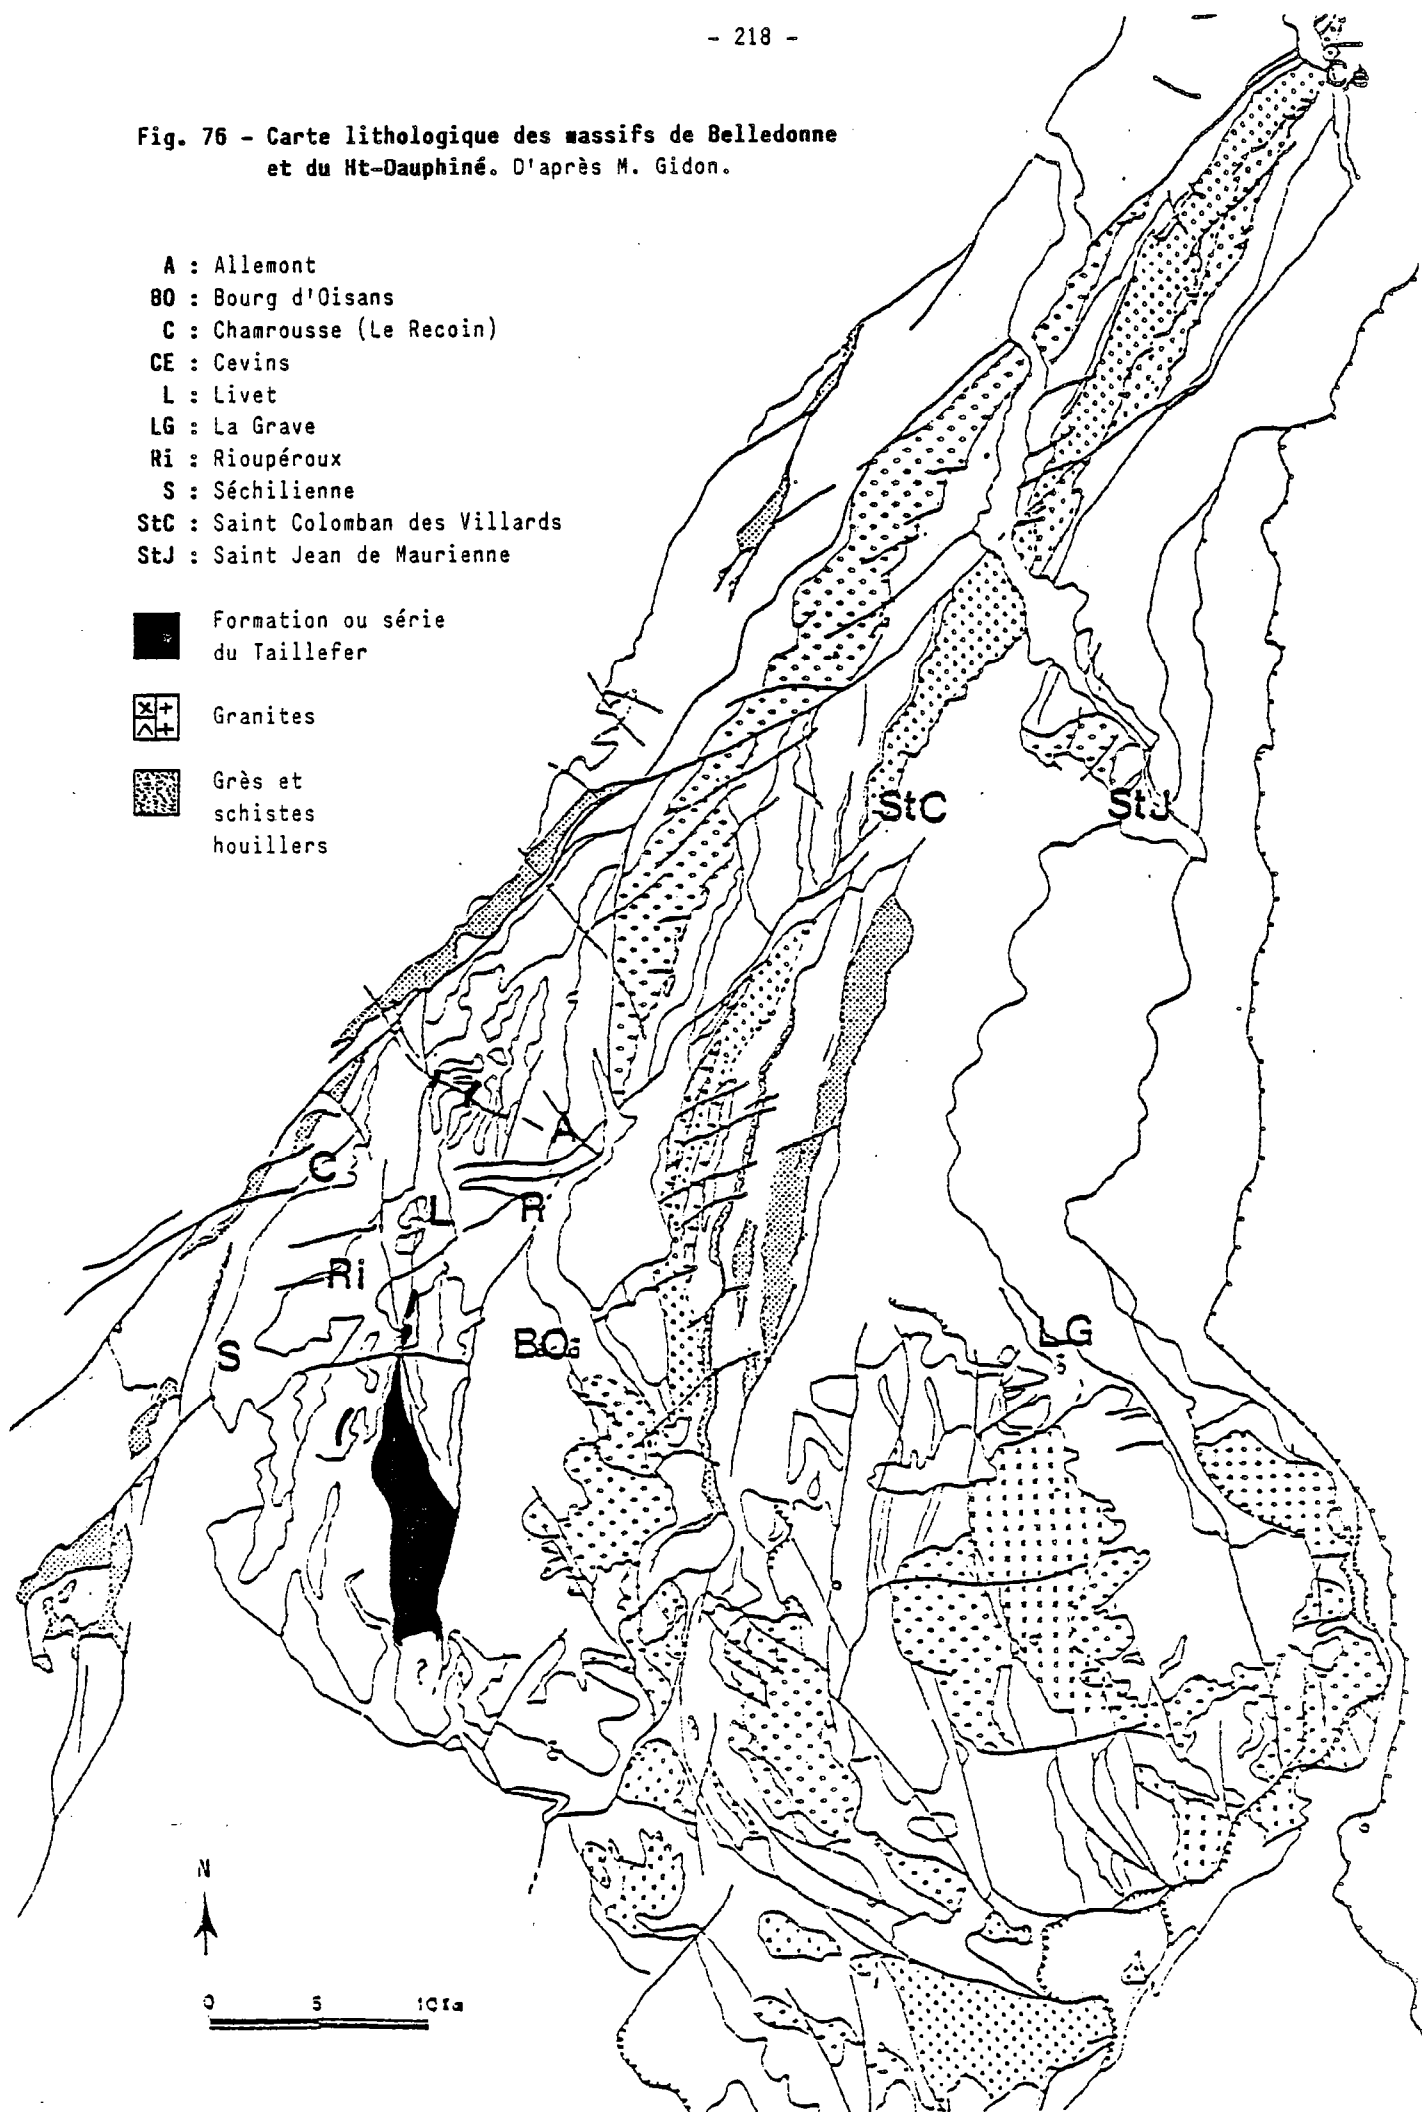 - 218 -
Fig. 76 - Carte lithologique des massifs de Belledonne
et du Ht-Dauphiné. D'après M. Gidon.
A : Allemont
BO : Bourg d'Oisans
C : Chamrousse (Le Recoin)
CE : Cevins
L : Livet
LG : La Grave
Ri : Rioupéroux
S : Séchilienne
StC : Saint Colomban des Villards
StJ : Saint Jean de Maurienne
Formation ou série
du Taillefer
Granites
Grès et
schistes
houillers
Ce
StC
StJ
A
C
L
R
Ri
S
BO
LG
N
0 5 10 Km